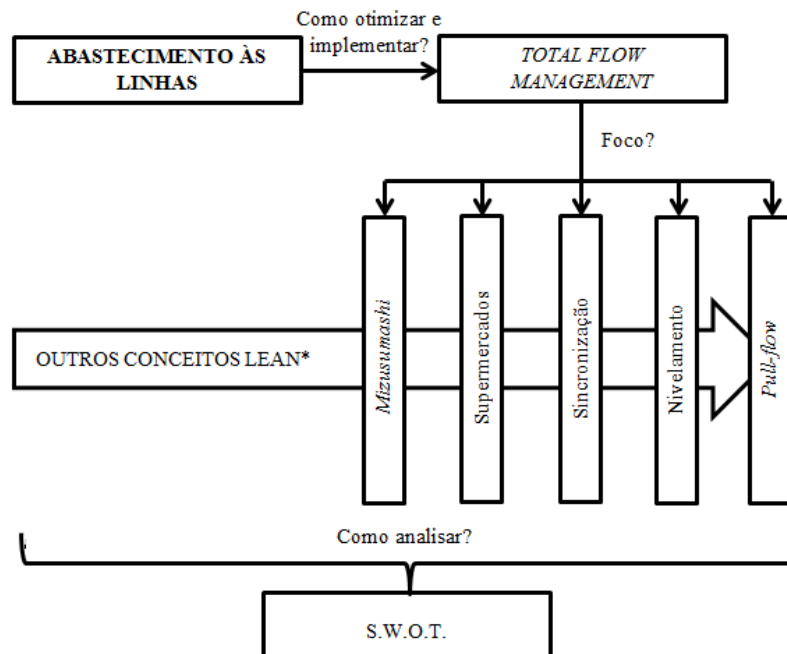 Como otimizar e
implementar?
ABASTECIMENTO ÀS
LINHAS
TOTAL FLOW
MANAGEMENT
Foco?
OUTROS CONCEITOS LEAN*
Mizusumashi
Supermercados
Sincronização
Nivelamento
Pull-flow
Como analisar?
S.W.O.T.